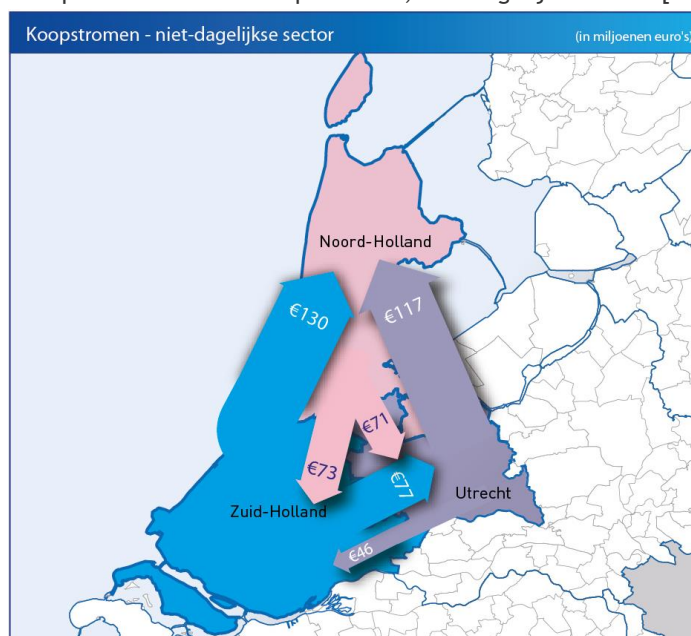 Koopstromen - niet-dagelijkse sector
(in miljoenen euro's)
Noord-Holland
€130
€117
€71
€73
€77
Utrecht
Zuid-Holland
€46